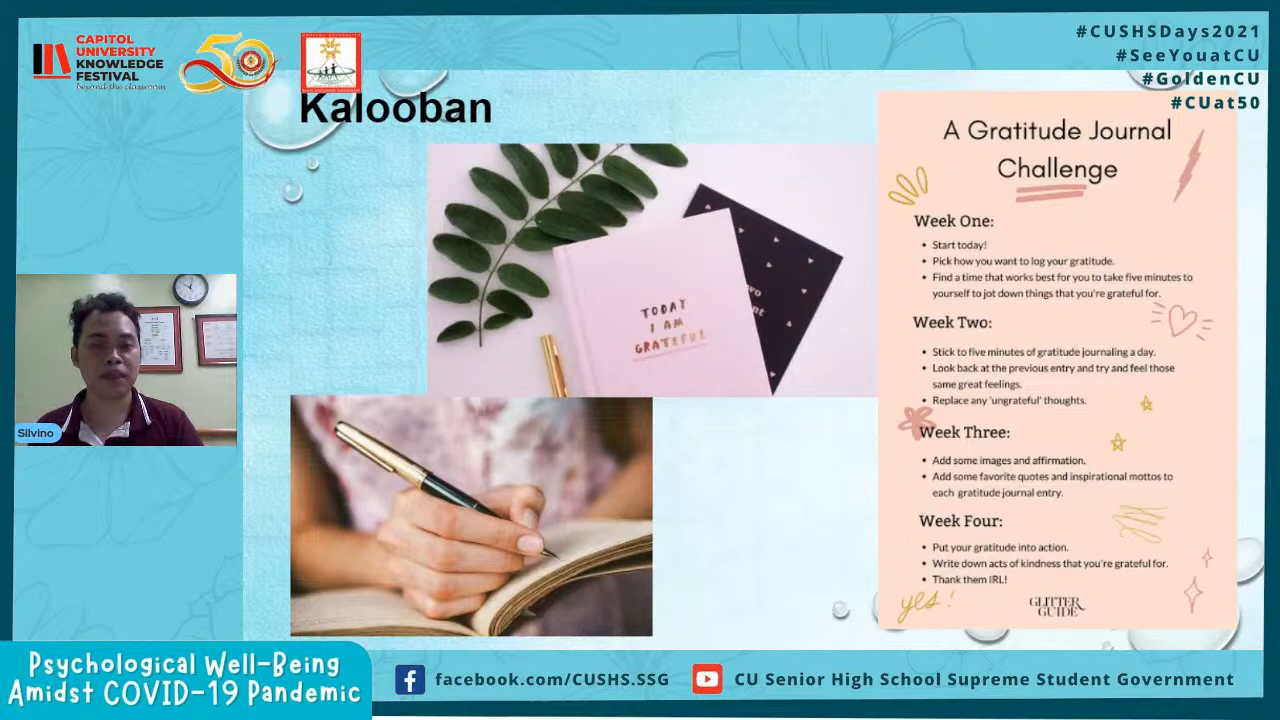 CAPITOL
UNIVERSITY
KNOWLEDGE
FESTIVAL
beyond the classroom
50
#CUSHSDays2021
#SeeYouatCU
#GoldenCU
#CUat50
Kalooban
TODAY
I AM
GRATEFUL
A Gratitude Journal
Challenge
Week One:
• Start today!
• Pick how you want to log your gratitude.
• Find a time that works best for you to take five minutes to
yourself to jot down things that you're grateful for.
Week Two:
• Stick to five minutes of gratitude journaling a day.
• Look back at the previous entry and try and feel those
same great feelings.
• Replace any 'ungrateful' thoughts.
Week Three:
• Add some images and affirmation.
• Add some favorite quotes and inspirational mottos to
each gratitude journal entry.
Week Four:
• Put your gratitude into action.
• Write down acts of kindness that you're grateful for.
• Thank them IRL!
yes!
GLITTER
GUIDE
Silvino
Psychological Well-Being
Amidst COVID-19 Pandemic
facebook.com/CUSHS.SSG
CU Senior High School Supreme Student Government